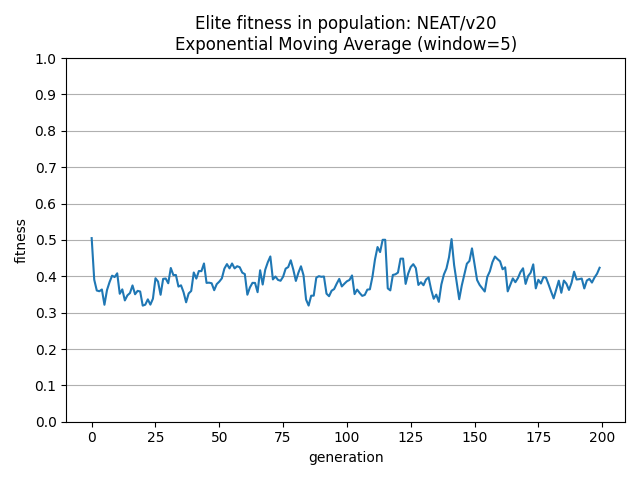 Elite fitness in population: NEAT/v20
Exponential Moving Average (window=5)
1.0
0.9
0.8
0.7
0.6
0.5
0.4
0.3
0.2
0.1
0.0
fitness
0 25 50 75 100 125 150 175 200
generation